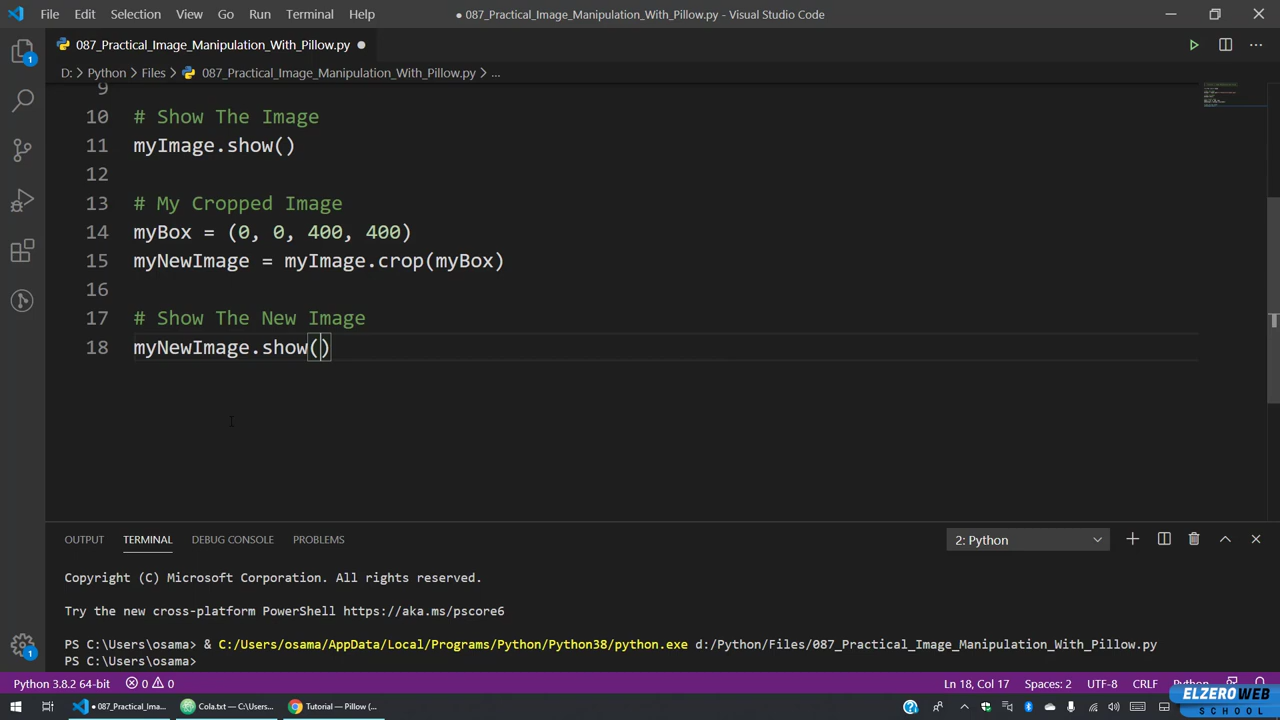 File Edit Selection View Go Run Terminal Help
● 087_Practical_Image_Manipulation_With_Pillow.py - Visual Studio Code
087_Practical_Image_Manipulation_With_Pillow.py ●
D: > Python > Files > 087_Practical_Image_Manipulation_With_Pillow.py > ...
9
10 # Show The Image
11 myImage.show()
12
13 # My Cropped Image
14 myBox = (0, 0, 400, 400)
15 myNewImage = myImage.crop(myBox)
16
17 # Show The New Image
18 myNewImage.show()
OUTPUT TERMINAL DEBUG CONSOLE PROBLEMS 2: Python
Copyright (C) Microsoft Corporation. All rights reserved.
Try the new cross-platform PowerShell https://aka.ms/pscore6
PS C:\Users\osama> & C:/Users/osama/AppData/Local/Programs/Python/Python38/python.exe d:/Python/Files/087_Practical_Image_Manipulation_With_Pillow.py
PS C:\Users\osama>
Python 3.8.2 64-bit 0 0 Ln 18, Col 17 Spaces: 2 UTF-8 CRLF Python
● 087_Practical_Ima... Cola.txt — C:\Users... Tutorial — Pillow (...
ELZEROWEB
SCHOOL